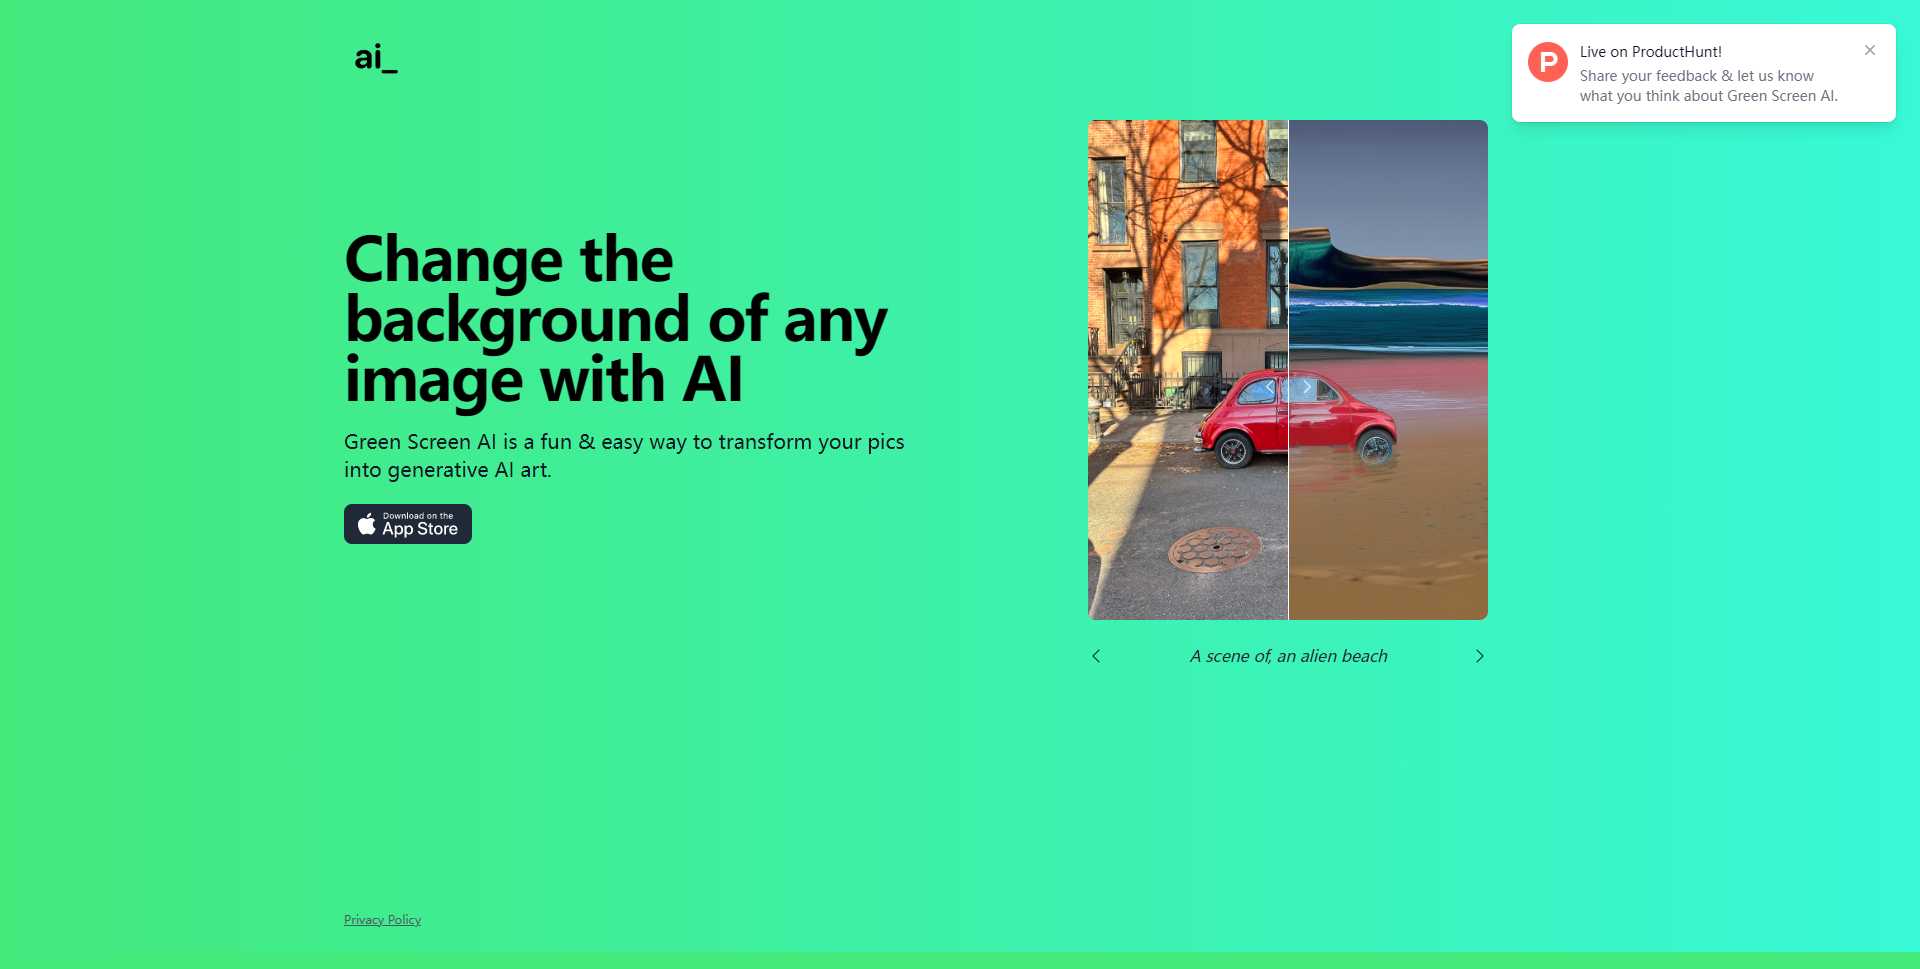 ai_
Live on ProductHunt!
Share your feedback & let us know
what you think about Green Screen AI.
Change the
background of any
image with AI
Green Screen AI is a fun & easy way to transform your pics
into generative AI art.
Download on the
App Store
A scene of, an alien beach
Privacy Policy